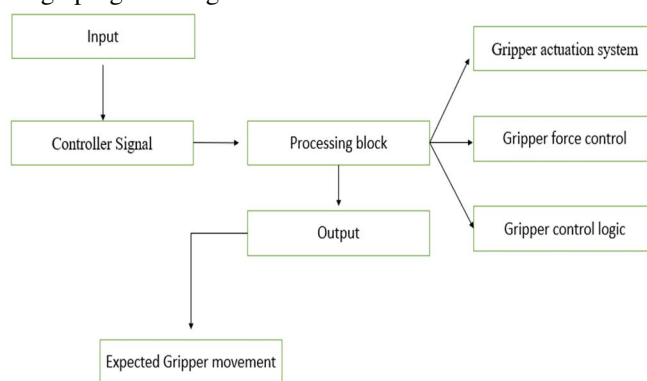 Input
Gripper actuation system
Controller Signal
Processing block
Gripper force control
Output
Gripper control logic
Expected Gripper movement